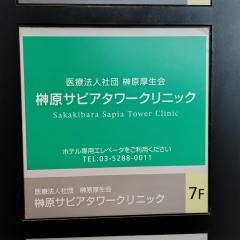 医療法人社団 榊原厚生会
榊原サピアタワークリニック
Sakakibara Sapia Tower Clinic
ホテル専用エレベータをご利用ください
TEL:03-5288-0011
医療法人社団 榊原厚生会
榊原サピアタワークリニック
7F